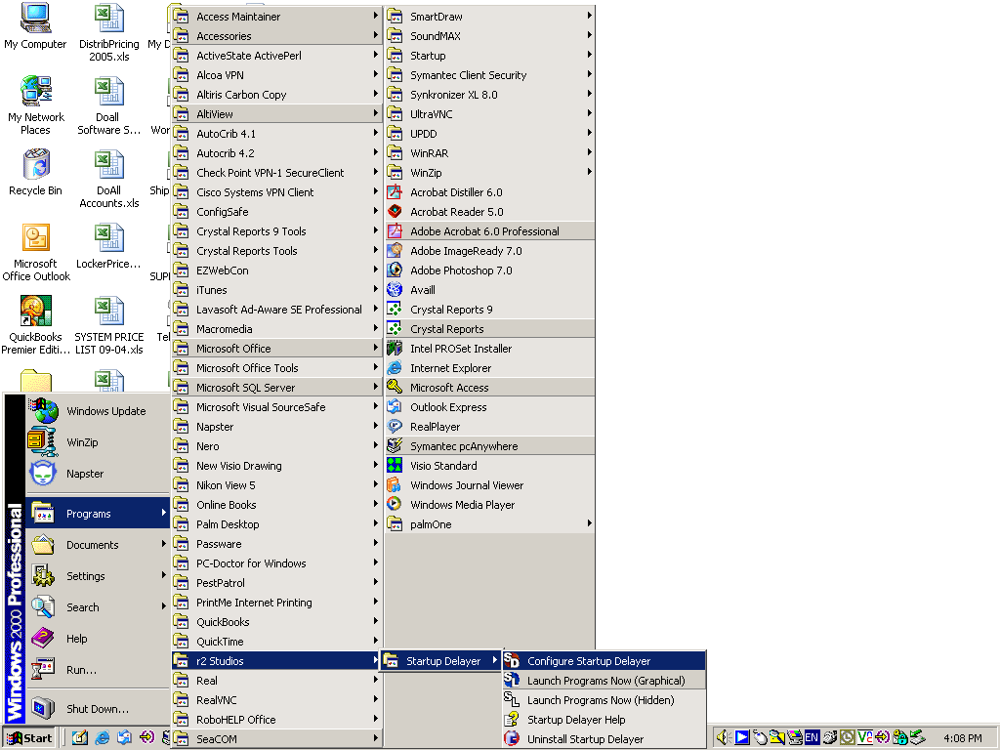 My Computer
DistribPricing 2005.xls
My D
My Network Places
Doall Software S...
Wor
Recycle Bin
DoAll Accounts.xls
Ship
Microsoft Office Outlook
LockerPrice...
SUPI
QuickBooks Premier Editi...
SYSTEM PRICE LIST 09-04.xls
Tel
Windows 2000 Professional
Windows Update
WinZip
Napster
Programs
Documents
Settings
Search
Help
Run...
Shut Down...
Start
Access Maintainer
Accessories
ActiveState ActivePerl
Alcoa VPN
Altiris Carbon Copy
AltiView
AutoCrib 4.1
Autocrib 4.2
Check Point VPN-1 SecureClient
Cisco Systems VPN Client
ConfigSafe
Crystal Reports 9 Tools
Crystal Reports Tools
EZWebCon
iTunes
Lavasoft Ad-Aware SE Professional
Macromedia
Microsoft Office
Microsoft Office Tools
Microsoft SQL Server
Microsoft Visual SourceSafe
Napster
Nero
New Visio Drawing
Nikon View 5
Online Books
Palm Desktop
Passware
PC-Doctor for Windows
PestPatrol
PrintMe Internet Printing
QuickBooks
QuickTime
r2 Studios
Real
RealVNC
RoboHELP Office
SeaCOM
SmartDraw
SoundMAX
Startup
Symantec Client Security
Synkronizer XL 8.0
UltraVNC
UPDD
WinRAR
WinZip
Acrobat Distiller 6.0
Acrobat Reader 5.0
Adobe Acrobat 6.0 Professional
Adobe ImageReady 7.0
Adobe Photoshop 7.0
Availl
Crystal Reports 9
Crystal Reports
Intel PROSet Installer
Internet Explorer
Microsoft Access
Outlook Express
RealPlayer
Symantec pcAnywhere
Visio Standard
Windows Journal Viewer
Windows Media Player
palmOne
Startup Delayer
Configure Startup Delayer
Launch Programs Now (Graphical)
Launch Programs Now (Hidden)
Startup Delayer Help
Uninstall Startup Delayer
EN
4:08 PM